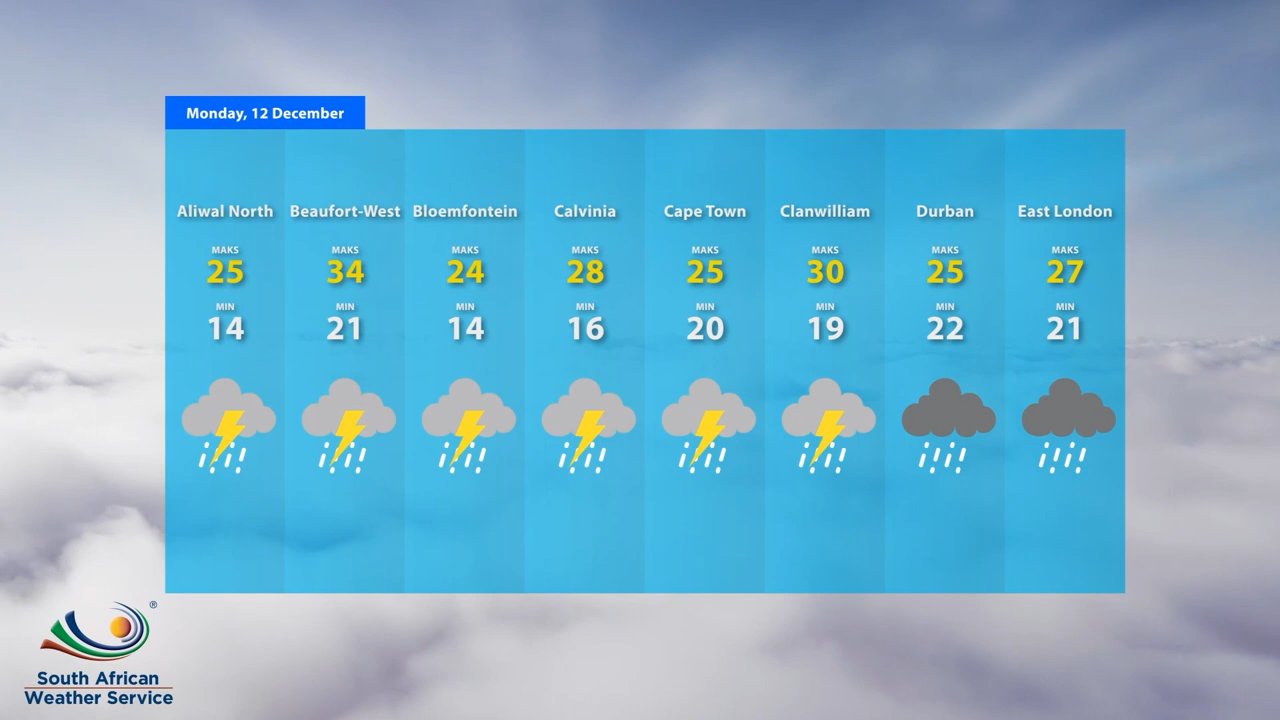 Monday, 12 December
Aliwal North Beaufort-West Bloemfontein Calvinia Cape Town Clanwilliam Durban East London
MAKS MAKS MAKS MAKS MAKS MAKS MAKS MAKS
25 34 24 28 25 30 25 27
MIN MIN MIN MIN MIN MIN MIN MIN
14 21 14 16 20 19 22 21
®
South African
Weather Service